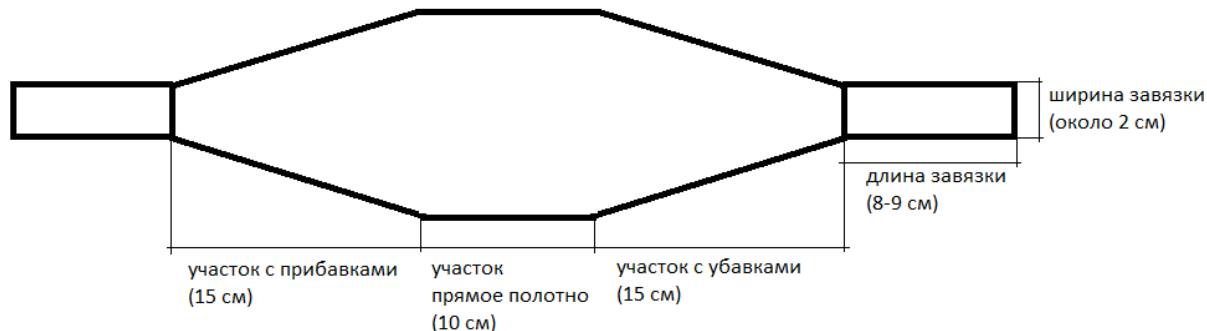 ширина завязки
(около 2 см)
длина завязки
(8-9 см)
участок с прибавками
(15 см)
участок
прямое полотно
(10 см)
участок с убавками
(15 см)